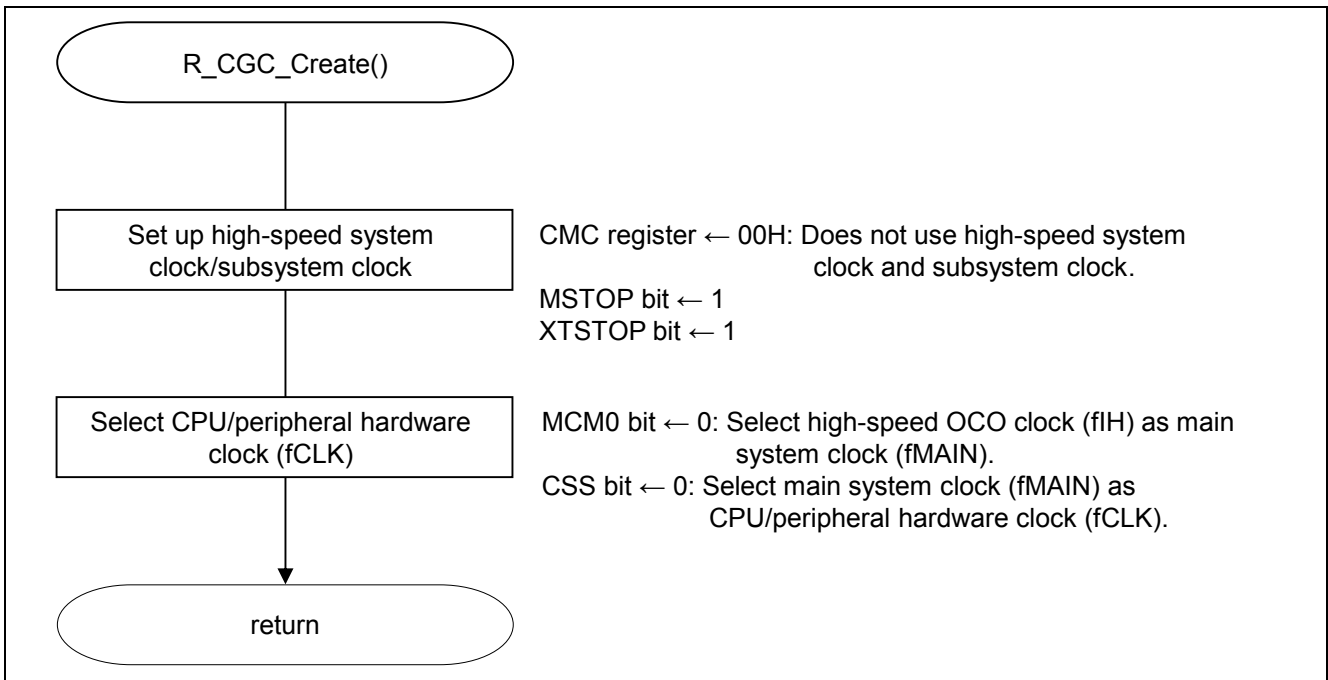 R_CGC_Create()
Set up high-speed system
clock/subsystem clock
CMC register ← 00H: Does not use high-speed system
clock and subsystem clock.
MSTOP bit ← 1
XTSTOP bit ← 1
Select CPU/peripheral hardware
clock (fCLK)
MCM0 bit ← 0: Select high-speed OCO clock (fIH) as main
system clock (fMAIN).
CSS bit ← 0: Select main system clock (fMAIN) as
CPU/peripheral hardware clock (fCLK).
return